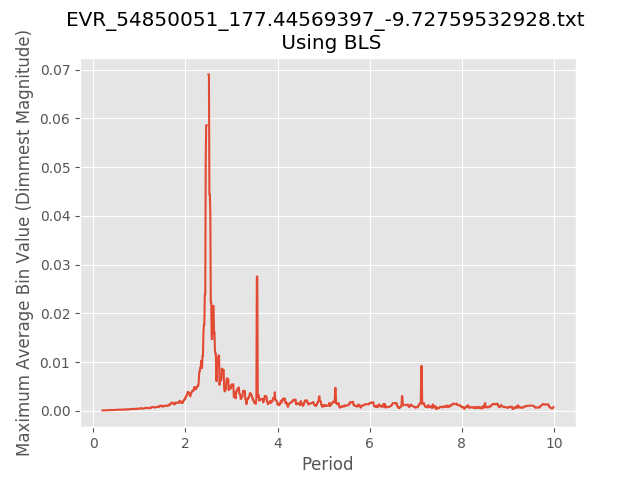 EVR_54850051_177.44569397_-9.72759532928.txt
Using BLS
Maximum Average Bin Value (Dimmest Magnitude)
0.07
0.06
0.05
0.04
0.03
0.02
0.01
0.00
0 2 4 6 8 10
Period